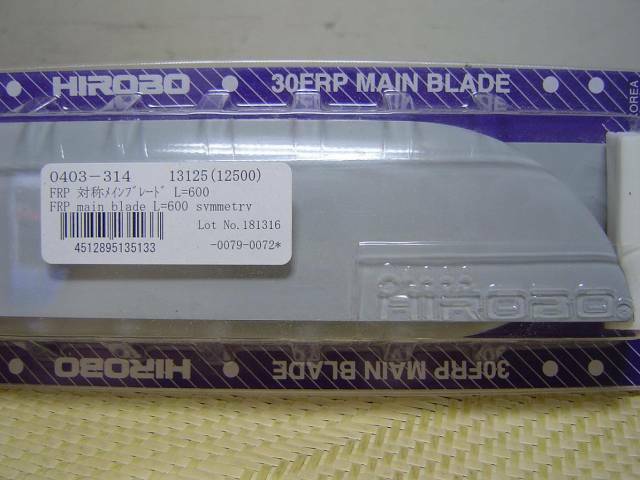 HIROBO 30FRP MAIN BLADE
KOREA
0403-314 13125(12500)
FRP 対称ﾒｲﾝﾌﾞﾚｰﾄﾞ L=600
FRP main blade L=600 symmetry
Lot No.181316
4512895135133 -0079-0072*
HIROBO
HIROBO 30FRP MAIN BLADE